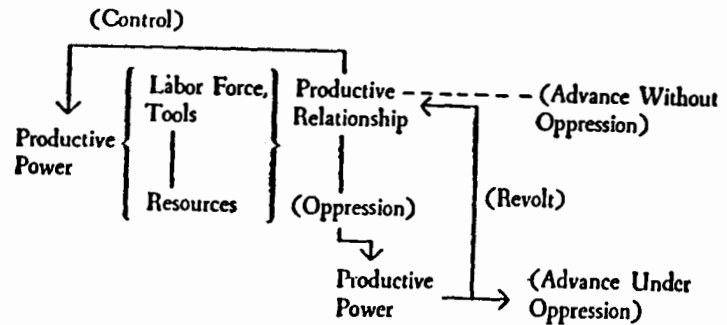 (Control)
Labor Force,
Tools
Resources
Productive
Power
Productive
Relationship
(Advance Without
Oppression)
(Oppression)
(Revolt)
Productive
Power
(Advance Under
Oppression)